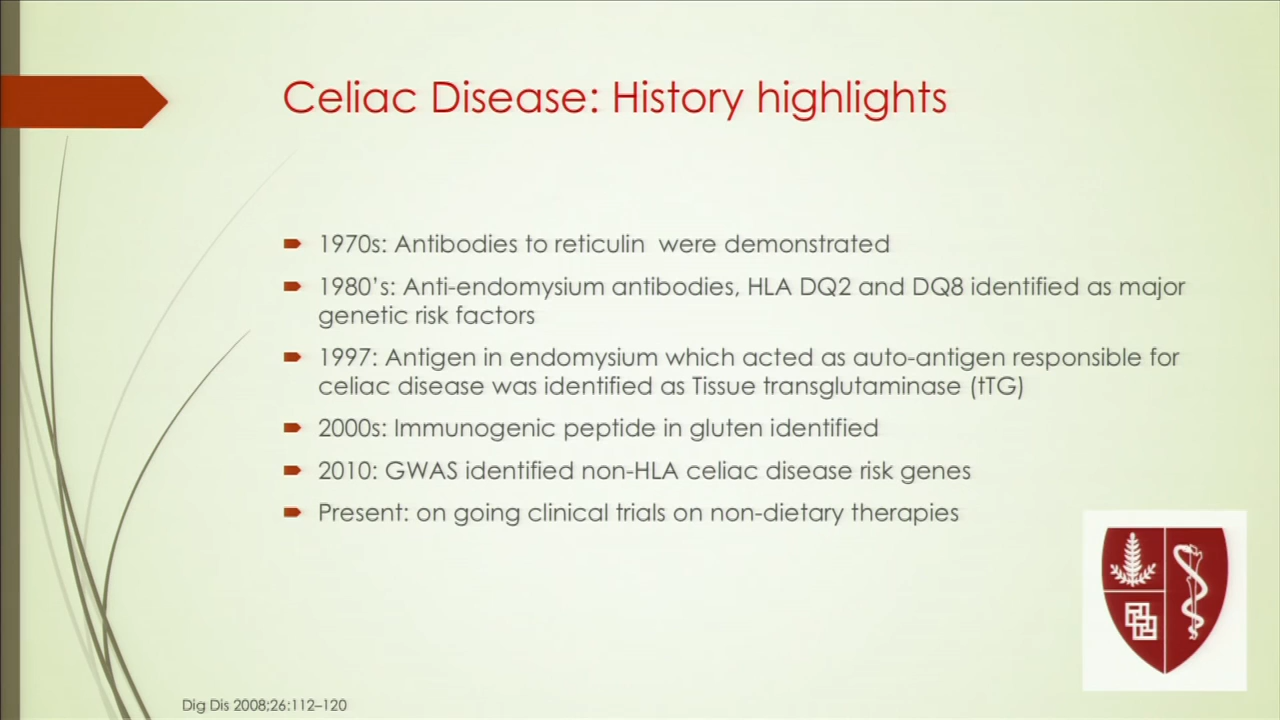 Celiac Disease: History highlights
1970s: Antibodies to reticulin were demonstrated
1980's: Anti-endomysium antibodies, HLA DQ2 and DQ8 identified as major
genetic risk factors
1997: Antigen in endomysium which acted as auto-antigen responsible for
celiac disease was identified as Tissue transglutaminase (tTG)
2000s: Immunogenic peptide in gluten identified
2010: GWAS identified non-HLA celiac disease risk genes
Present: on going clinical trials on non-dietary therapies
Dig Dis 2008;26:112–120